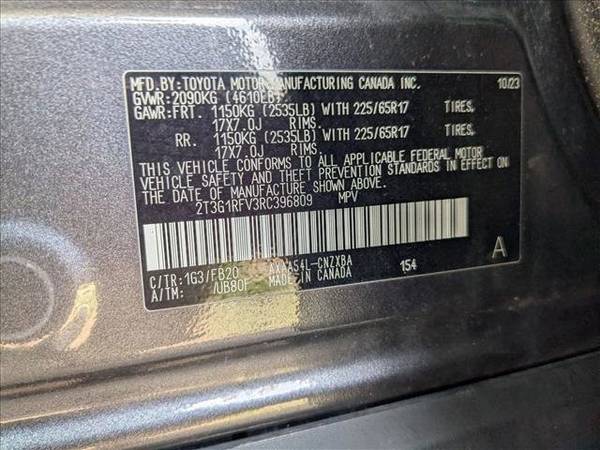 MFD.BY:TOYOTA MOTOR MANUFACTURING CANADA INC. 10/23
GVWR:2090KG (4610LB)
GAWR:FRT. 1150KG (2535LB) WITH 225/65R17 TIRES.
17X7.0J RIMS.
RR. 1150KG (2535LB) WITH 225/65R17 TIRES.
17X7.0J RIMS.
THIS VEHICLE CONFORMS TO ALL APPLICABLE FEDERAL MOTOR
VEHICLE SAFETY AND THEFT PREVENTION STANDARDS IN EFFECT ON
THE DATE OF MANUFACTURE SHOWN ABOVE.
2T3G1RFV3RC396809 MPV
C/TR:1G3/FB20 54L-CNZXBA 154 A
A/TM: /UB80F MADE IN CANADA